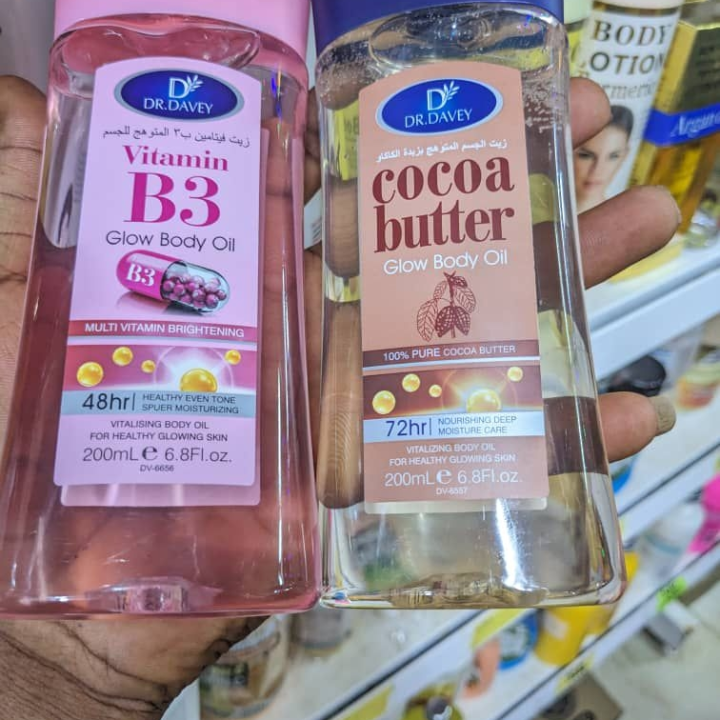 DR.DAVEY
زيت فيتامين ب٣ المتوهج للجسم
Vitamin
B3
Glow Body Oil
B3
MULTI VITAMIN BRIGHTENING
48hr
HEALTHY EVEN TONE
SPUER MOISTURIZING
VITALISING BODY OIL
FOR HEALTHY GLOWING SKIN
200mL e 6.8Fl.oz.
DV-6656
DR.DAVEY
زيت الجسم المتوهج بزبدة الكاكاو
cocoa
butter
Glow Body Oil
100% PURE COCOA BUTTER
72hr
NOURISHING DEEP
MOISTURE CARE
VITALIZING BODY OIL
FOR HEALTHY GLOWING SKIN
200mL e 6.8Fl.oz.
DV-6557
BODY
LOTION